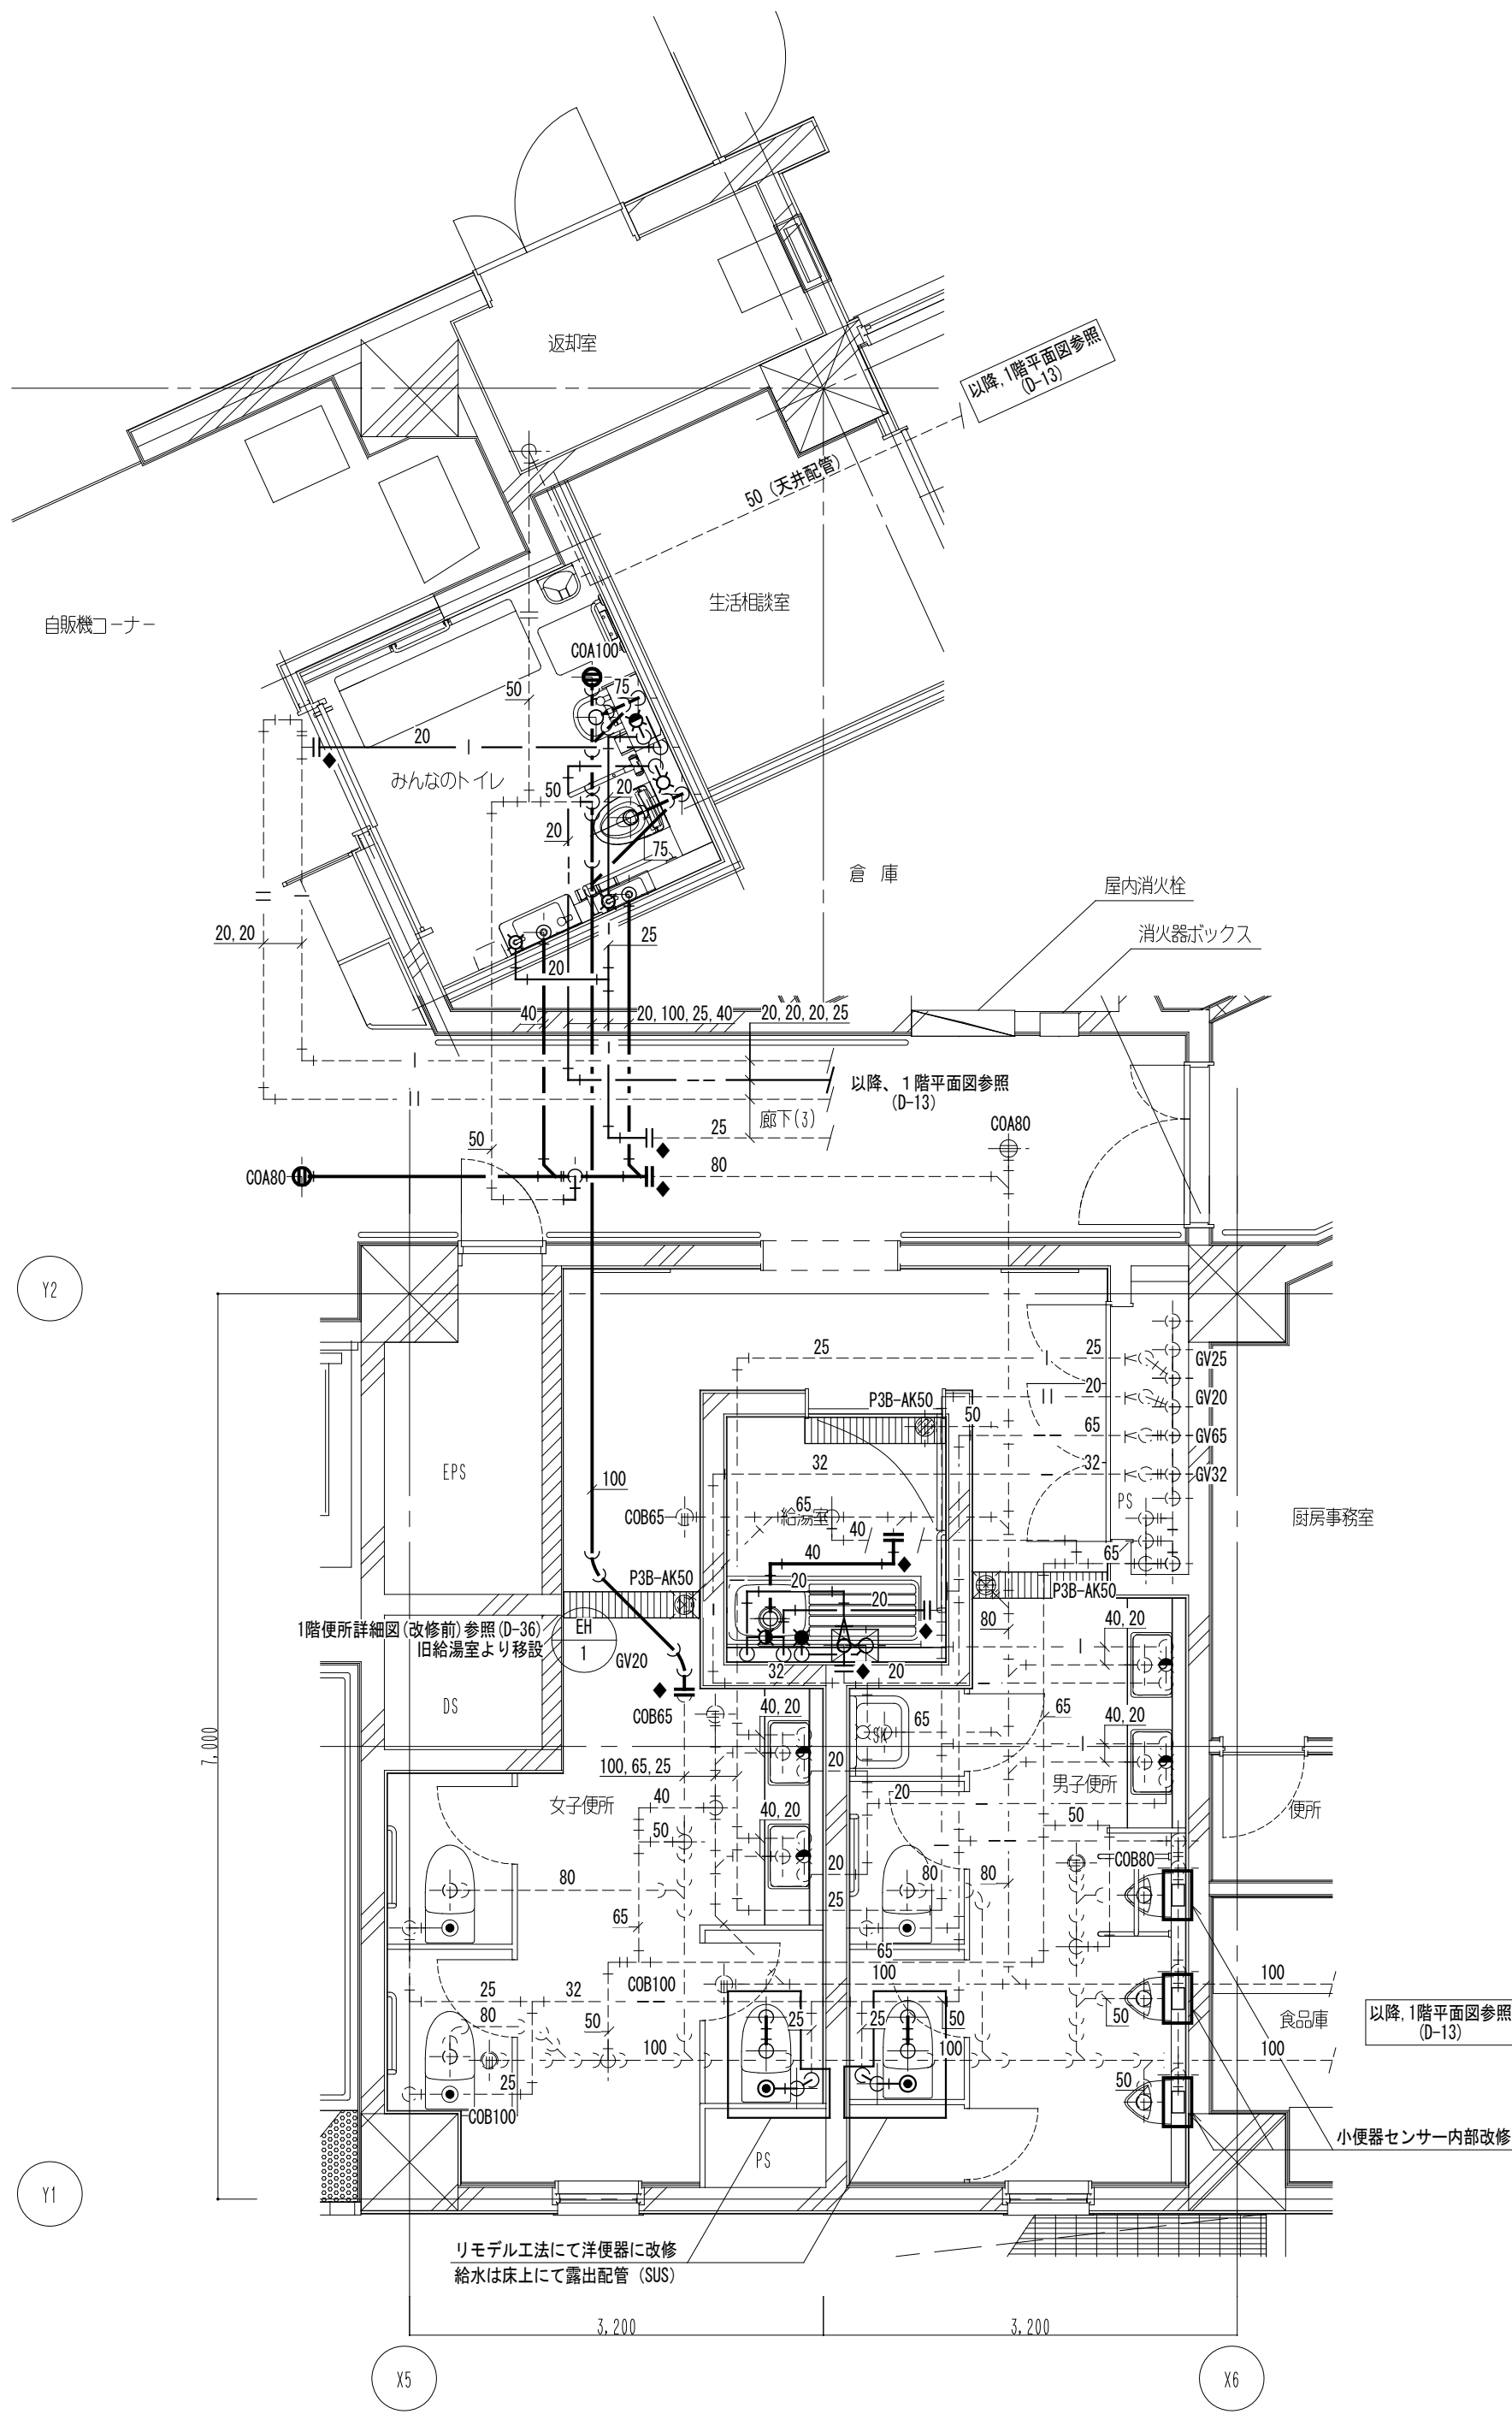 返却室
以降,1階平面図参照
(D-13)
50 (天井配管)
生活相談室
自販機コーナー
COA100
75
50
20
みんなのトイレ
50
20
20
75
倉 庫
屋内消火栓
消火器ボックス
20,20
25
20
40
20,100,25,40
20,20,20,25
以降、1階平面図参照
(D-13)
廊下(3)
COA80
50
25
80
COA80
Y2
25
25
GV25
P3B-AK50
20
GV20
50
65
GV65
EPS
32
32
GV32
100
PS
COB65
65
給湯室
厨房事務室
40
40
65
P3B-AK50
20
P3B-AK50
20
80
40,20
1階便所詳細図(改修前)参照(D-36)
旧給湯室より移設
EH
1
GV20
32
20
DS
COB65
40,20
65
65
40,20
SK
7,000
100,65,25
20
男子便所
女子便所
40
40,20
20
50
便所
50
COB80
80
20
80
80
65
25
65
COB100
100
100
25
32
80
50
25
25
50
50
食品庫
以降,1階平面図参照
(D-13)
100
100
100
25
50
COB100
小便器センサー内部改修
PS
Y1
リモデル工法にて洋便器に改修
給水は床上にて露出配管 (SUS)
3,200
3,200
X5
X6